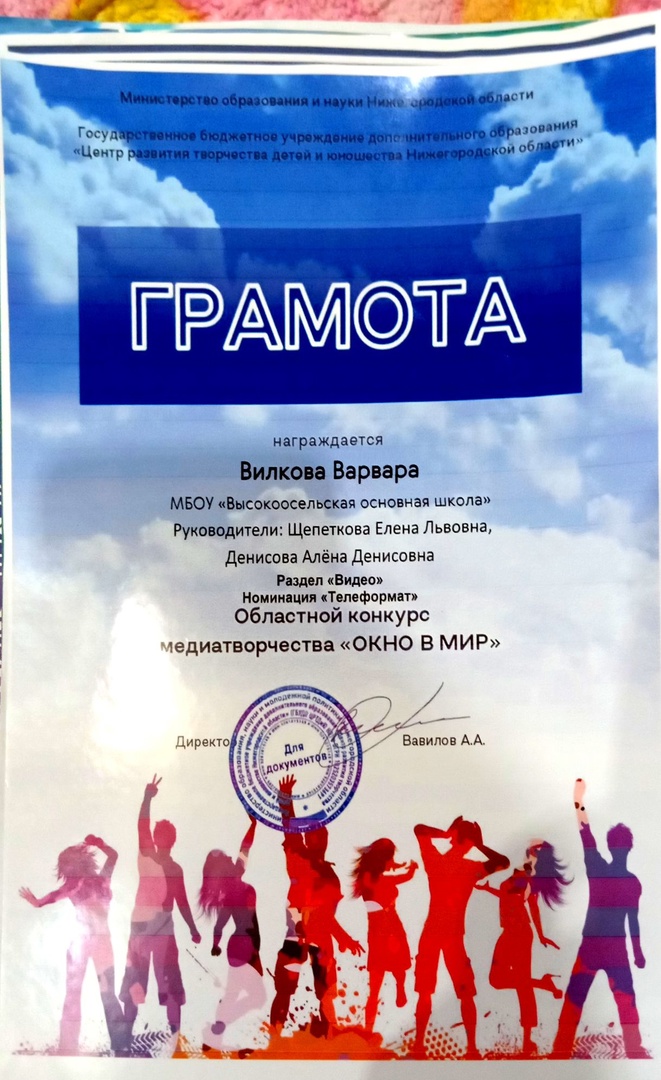 Министерство образования и науки Нижегородской области
Государственное бюджетное учреждение дополнительного образования
«Центр развития творчества детей и юношества Нижегородской области»
ГРАМОТА
награждается
Вилкова Варвара
МБОУ «Высокоосельская основная школа»
Руководители: Щепеткова Елена Львовна,
Денисова Алёна Денисовна
Раздел «Видео»
Номинация «Телеформат»
Областной конкурс
медиатворчества «ОКНО В МИР»
Директо
Вавилов А.А.
Для
документов